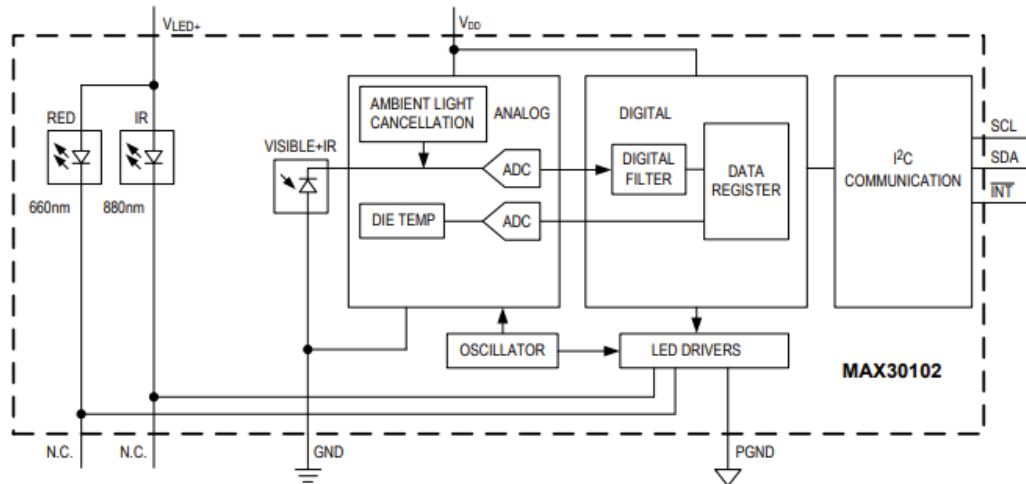 VLED+
VDD
RED
IR
660nm
880nm
VISIBLE+IR
AMBIENT LIGHT
CANCELLATION
ANALOG
ADC
DIE TEMP
ADC
DIGITAL
DIGITAL
FILTER
DATA
REGISTER
I²C
COMMUNICATION
SCL
SDA
INT
OSCILLATOR
LED DRIVERS
MAX30102
N.C.
N.C.
GND
PGND